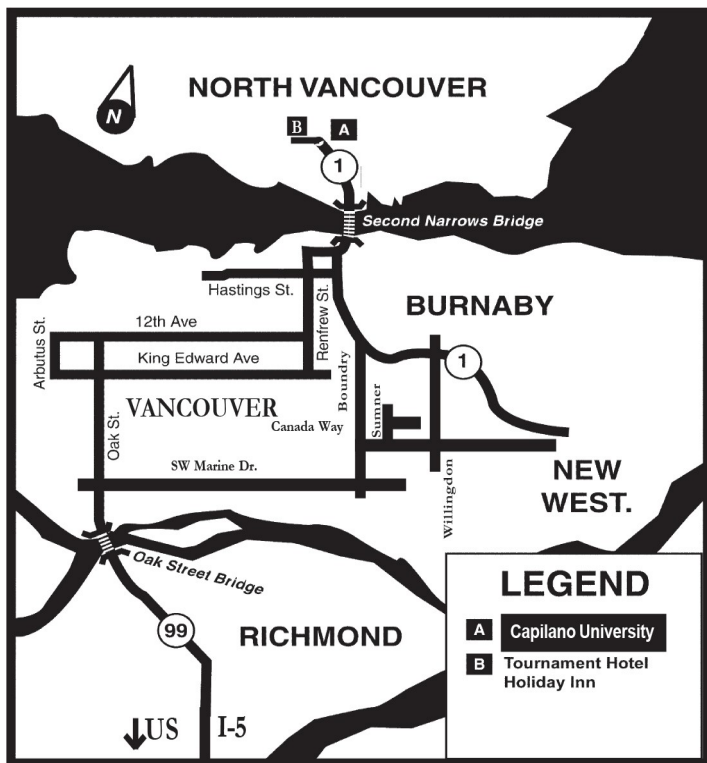 NORTH VANCOUVER
N
B
A
1
Second Narrows Bridge
Hastings St.
Renfrew St.
BURNABY
12th Ave
Arbutus St.
King Edward Ave
1
Boundry
VANCOUVER
Canada Way
Sumner
Oak St.
SW Marine Dr.
Willingdon
NEW
WEST.
Oak Street Bridge
99
RICHMOND
US
I-5
LEGEND
A Capilano University
B Tournament Hotel
Holiday Inn